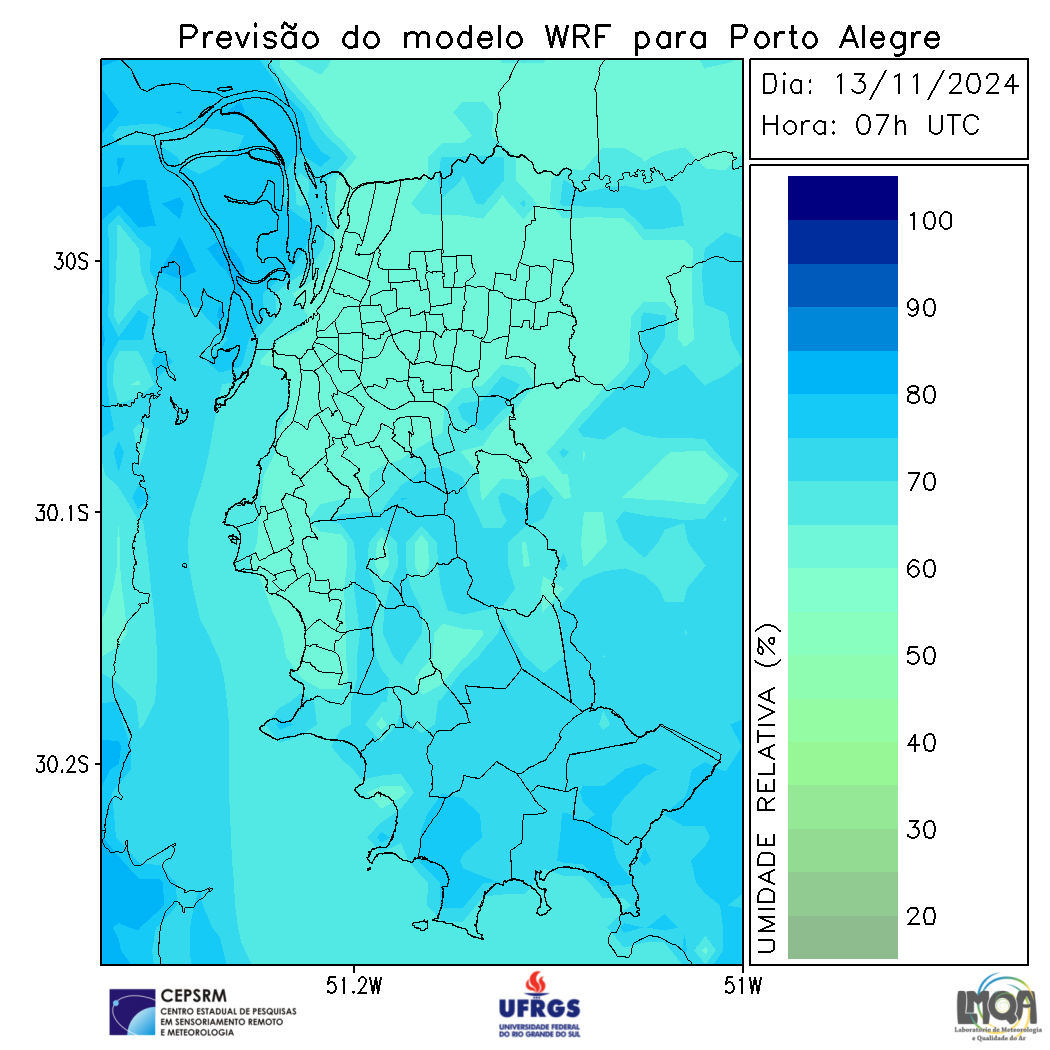 Previsão do modelo WRF para Porto Alegre
Dia: 13/11/2024
Hora: 07h UTC
30S
30.1S
30.2S
51.2W
51W
100
90
80
70
60
50
40
30
20
UMIDADE RELATIVA (%)
CEPSRM
CENTRO ESTADUAL DE PESQUISAS
EM SENSORIAMENTO REMOTO
E METEOROLOGIA
UFRGS
UNIVERSIDADE FEDERAL
DO RIO GRANDE DO SUL
LMQA
Laboratório de Meteorologia
e Qualidade do Ar